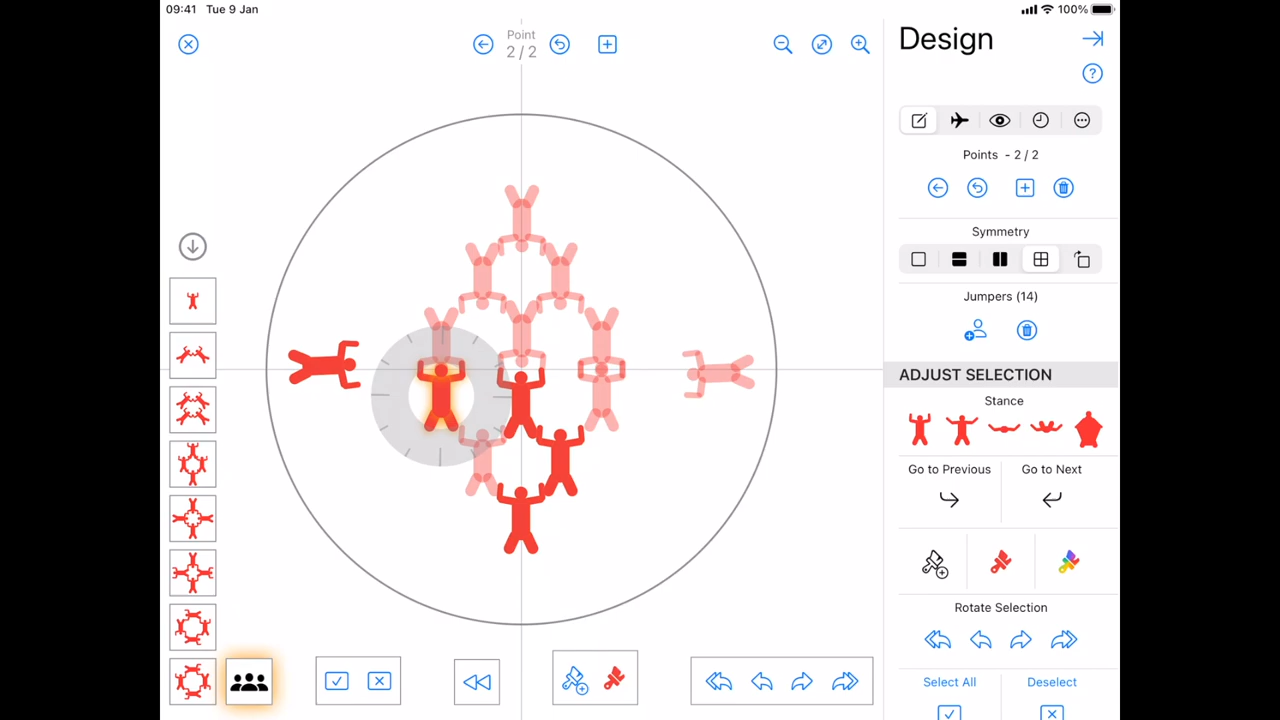 09:41 Tue 9 Jan
100%
Point
2 / 2
Design
Points - 2 / 2
Symmetry
Jumpers (14)
ADJUST SELECTION
Stance
Go to Previous
Go to Next
Rotate Selection
Select All
Deselect